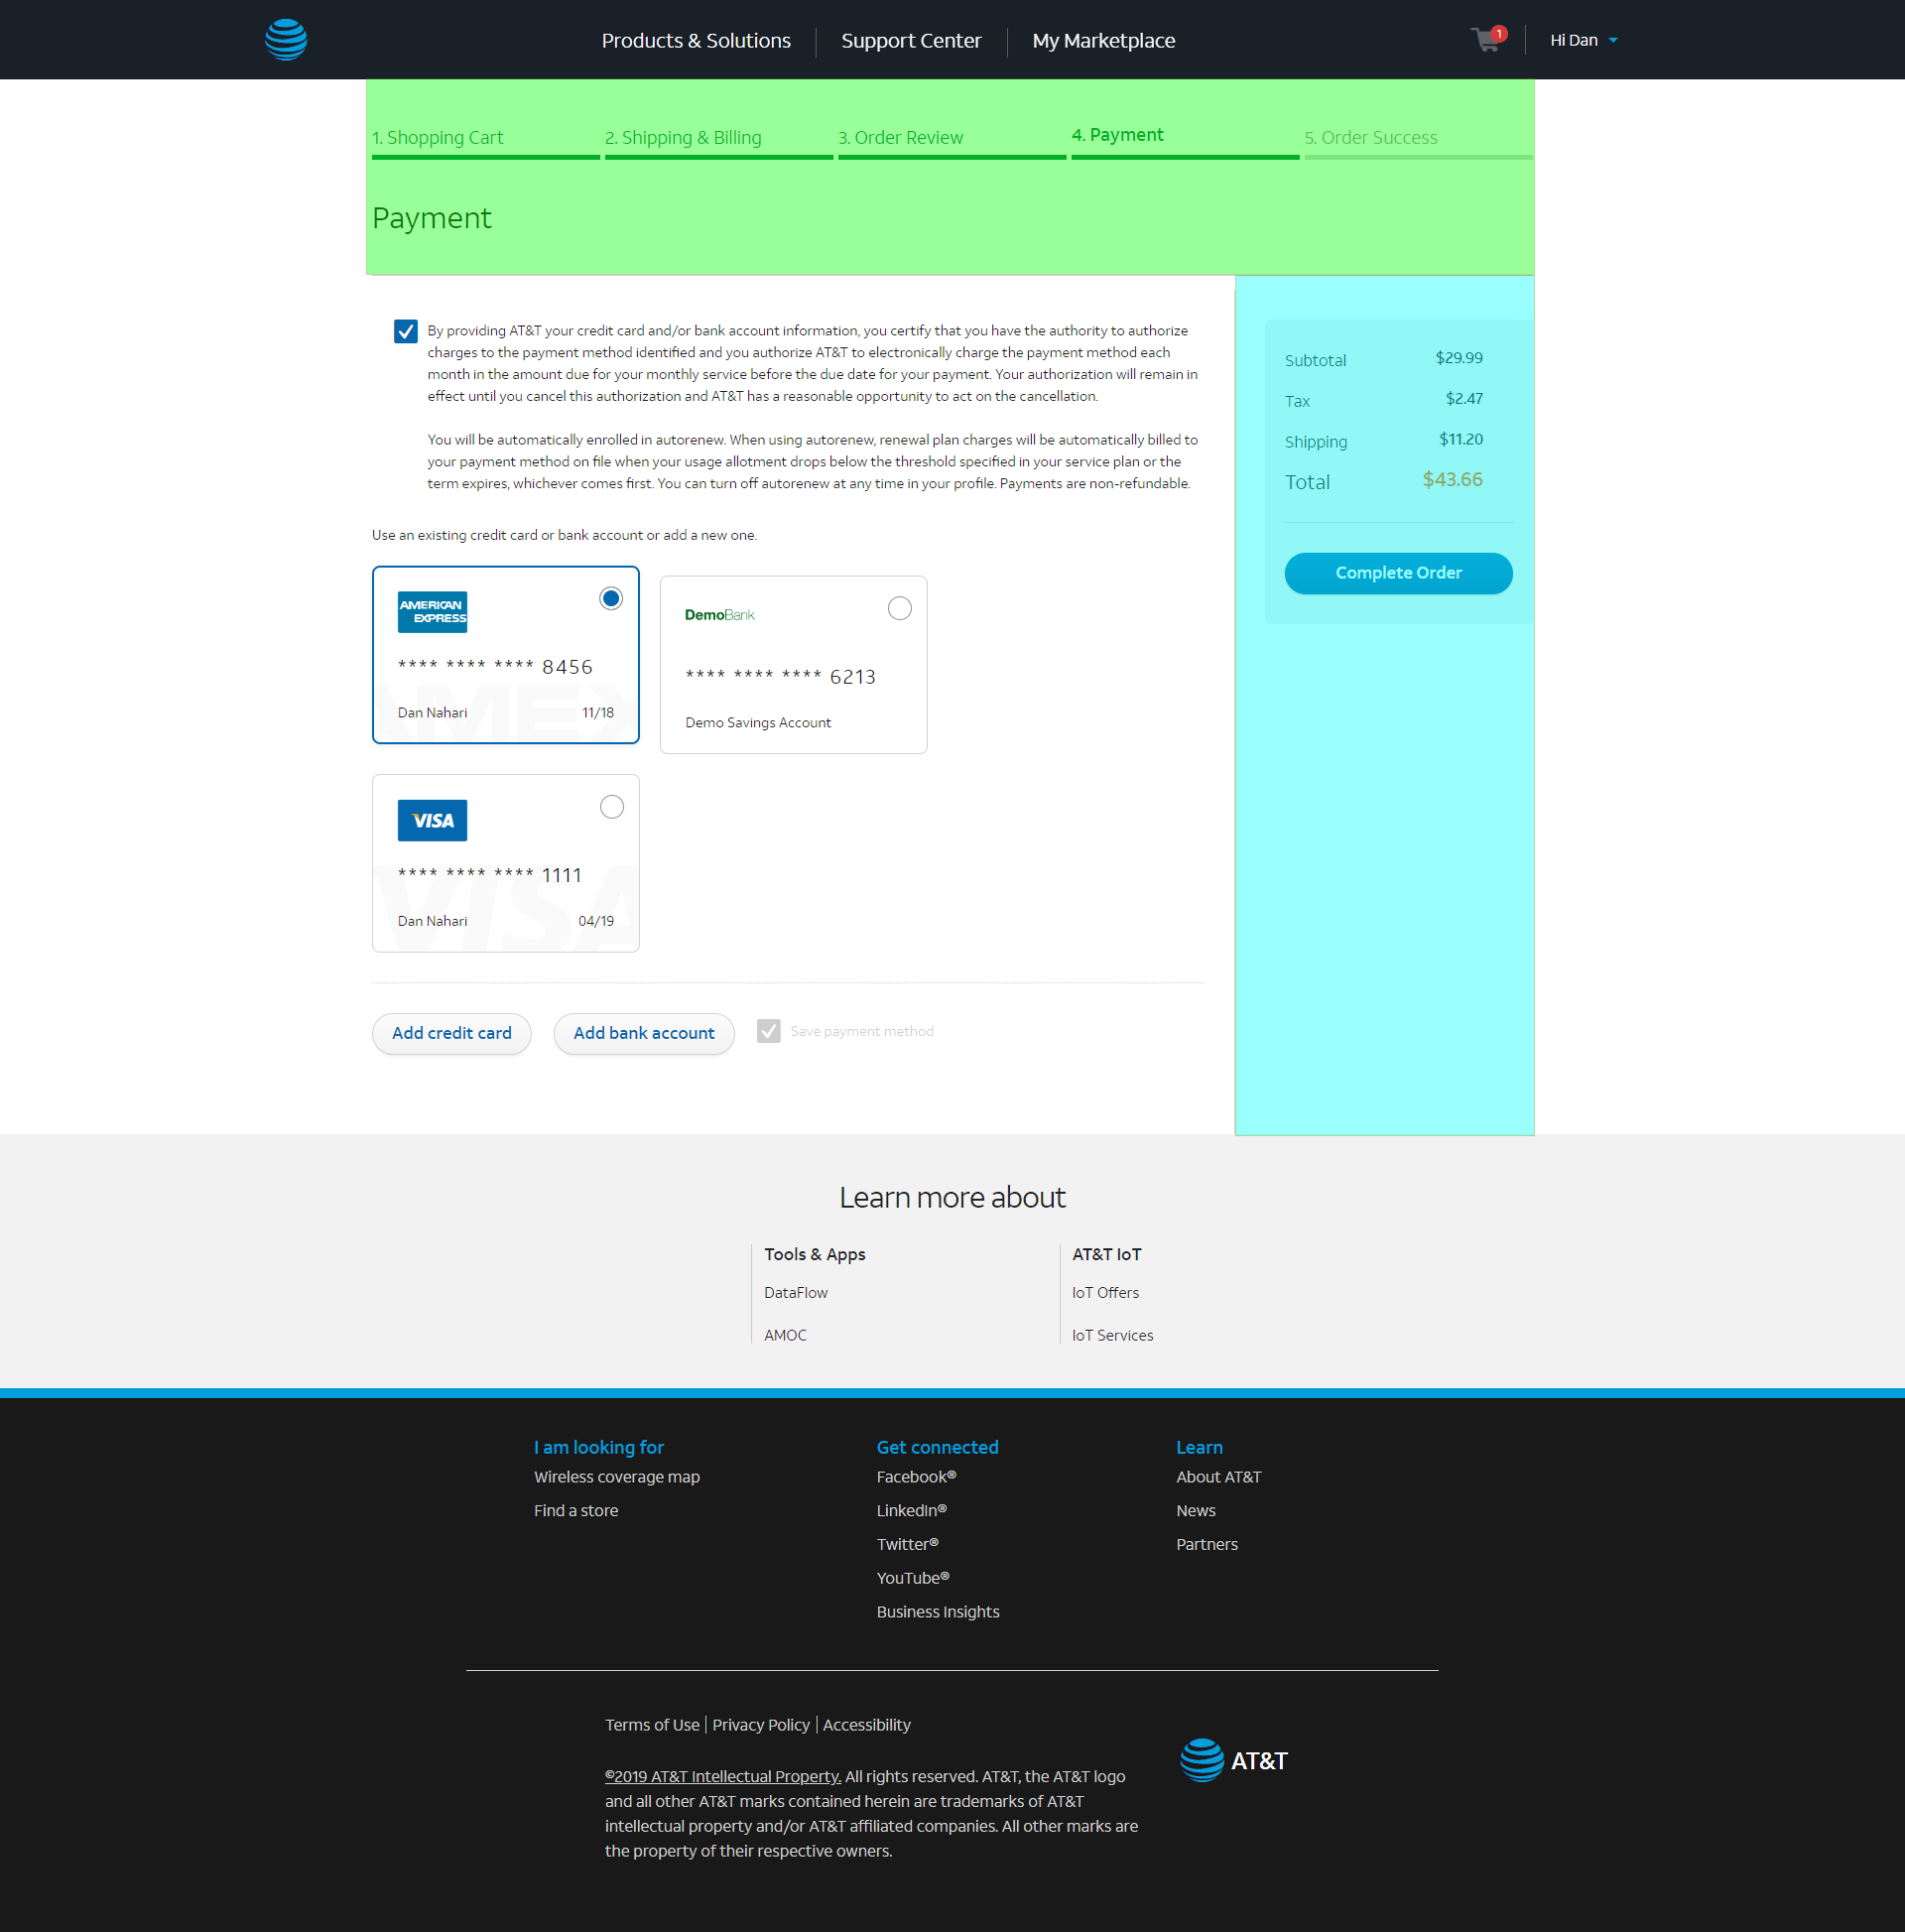 Products & Solutions
Support Center
My Marketplace
1
Hi Dan
1. Shopping Cart
2. Shipping & Billing
3. Order Review
4. Payment
5. Order Success
Payment
By providing AT&T your credit card and/or bank account information, you certify that you have the authority to authorize
charges to the payment method identified and you authorize AT&T to electronically charge the payment method each
month in the amount due for your monthly service before the due date for your payment. Your authorization will remain in
effect until you cancel this authorization and AT&T has a reasonable opportunity to act on the cancellation.
You will be automatically enrolled in autorenew. When using autorenew, renewal plan charges will be automatically billed to
your payment method on file when your usage allotment drops below the threshold specified in your service plan or the
term expires, whichever comes first. You can turn off autorenew at any time in your profile. Payments are non-refundable.
Use an existing credit card or bank account or add a new one.
AMERICAN
EXPRESS
**** **** **** 8456
AMEX
Dan Nahari 11/18
DemoBank
**** **** **** 6213
Demo Savings Account
VISA
**** **** **** 1111
VISA
Dan Nahari 04/19
Add credit card
Add bank account
Save payment method
Subtotal $29.99
Tax $2.47
Shipping $11.20
Total $43.66
Complete Order
Learn more about
Tools & Apps
DataFlow
AMOC
AT&T IoT
IoT Offers
IoT Services
I am looking for
Wireless coverage map
Find a store
Get connected
Facebook®
LinkedIn®
Twitter®
YouTube®
Business Insights
Learn
About AT&T
News
Partners
Terms of Use | Privacy Policy | Accessibility
©2019 AT&T Intellectual Property. All rights reserved. AT&T, the AT&T logo
and all other AT&T marks contained herein are trademarks of AT&T
intellectual property and/or AT&T affiliated companies. All other marks are
the property of their respective owners.
AT&T